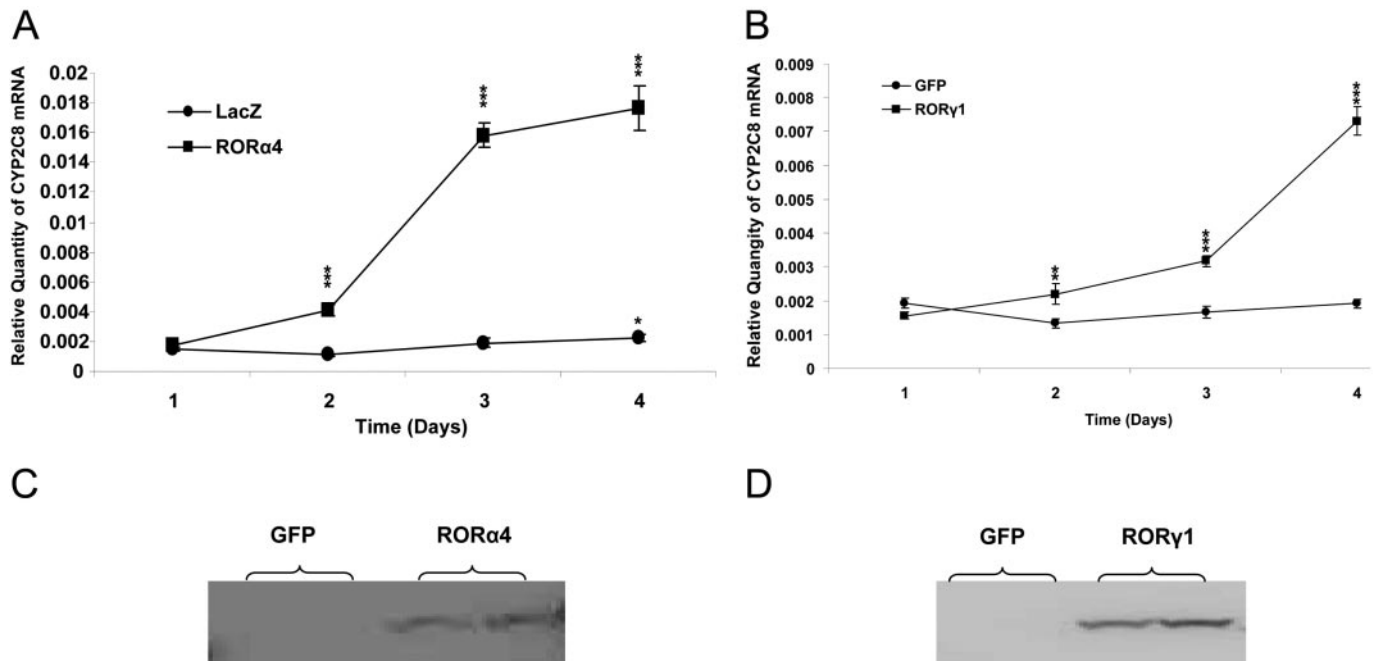 A
Relative Quantity of CYP2C8 mRNA
0.02
0.018
0.016
0.014
0.012
0.01
0.008
0.006
0.004
0.002
0
LacZ
RORα4
***
***
***
*
1 2 3 4
Time (Days)
B
Relative Quangity of CYP2C8 mRNA
0.009
0.008
0.007
0.006
0.005
0.004
0.003
0.002
0.001
0
GFP
RORγ1
**
***
***
1 2 3 4
Time (Days)
C
GFP RORα4
D
GFP RORγ1